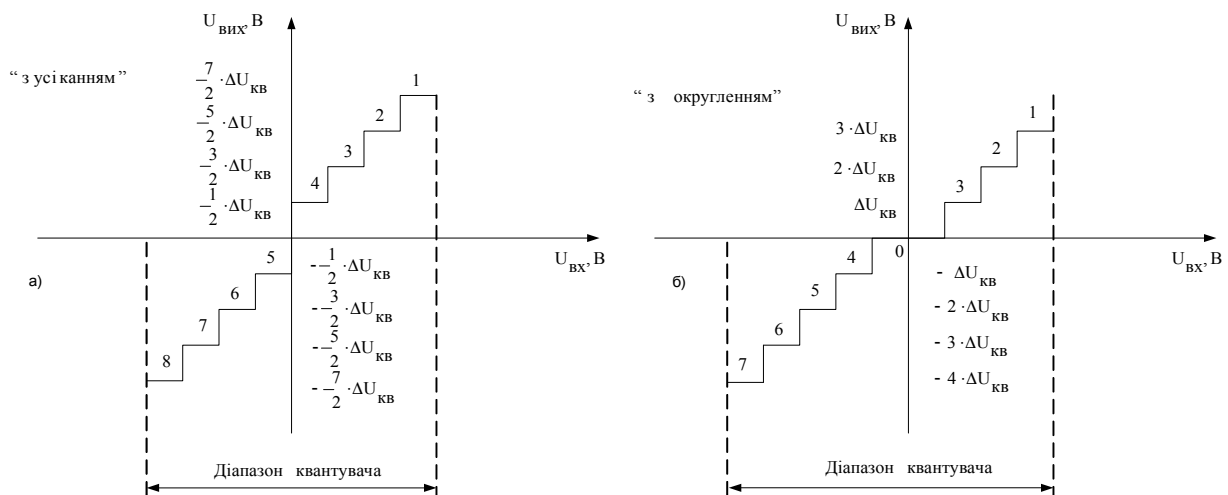 U вих, В
“ з усі канням”
7/2 ·ΔU кв
5/2 ·ΔU кв
3/2 ·ΔU кв
1/2 ·ΔU кв
1
2
3
4
5
6
7
8
U вх, В
- 1/2 ·ΔU кв
- 3/2 ·ΔU кв
- 5/2 ·ΔU кв
- 7/2 ·ΔU кв
а)
Діапазон квантувача
U вих, В
“ з округленням”
3 ·ΔU кв
2 ·ΔU кв
ΔU кв
1
2
3
4
5
6
7
0
U вх, В
- ΔU кв
- 2 ·ΔU кв
- 3 ·ΔU кв
- 4 ·ΔU кв
б)
Діапазон квантувача